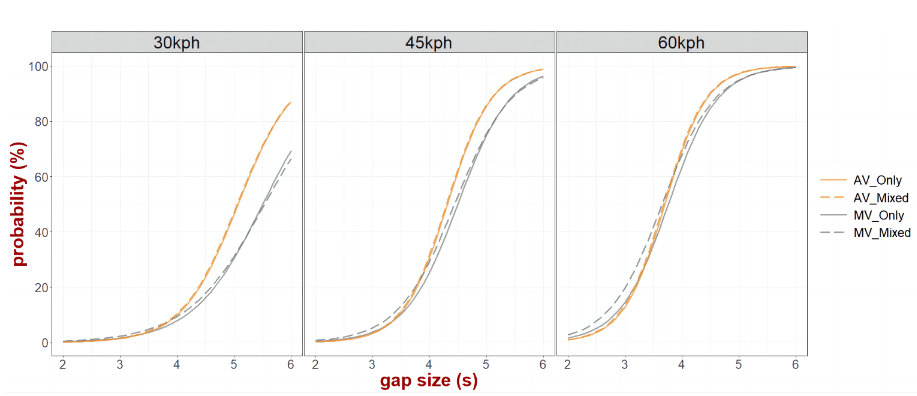 30kph 45kph 60kph
probability (%)
100
80
60
40
20
0
2 3 4 5 6 2 3 4 5 6 2 3 4 5 6
gap size (s)
AV_Only
AV_Mixed
MV_Only
MV_Mixed